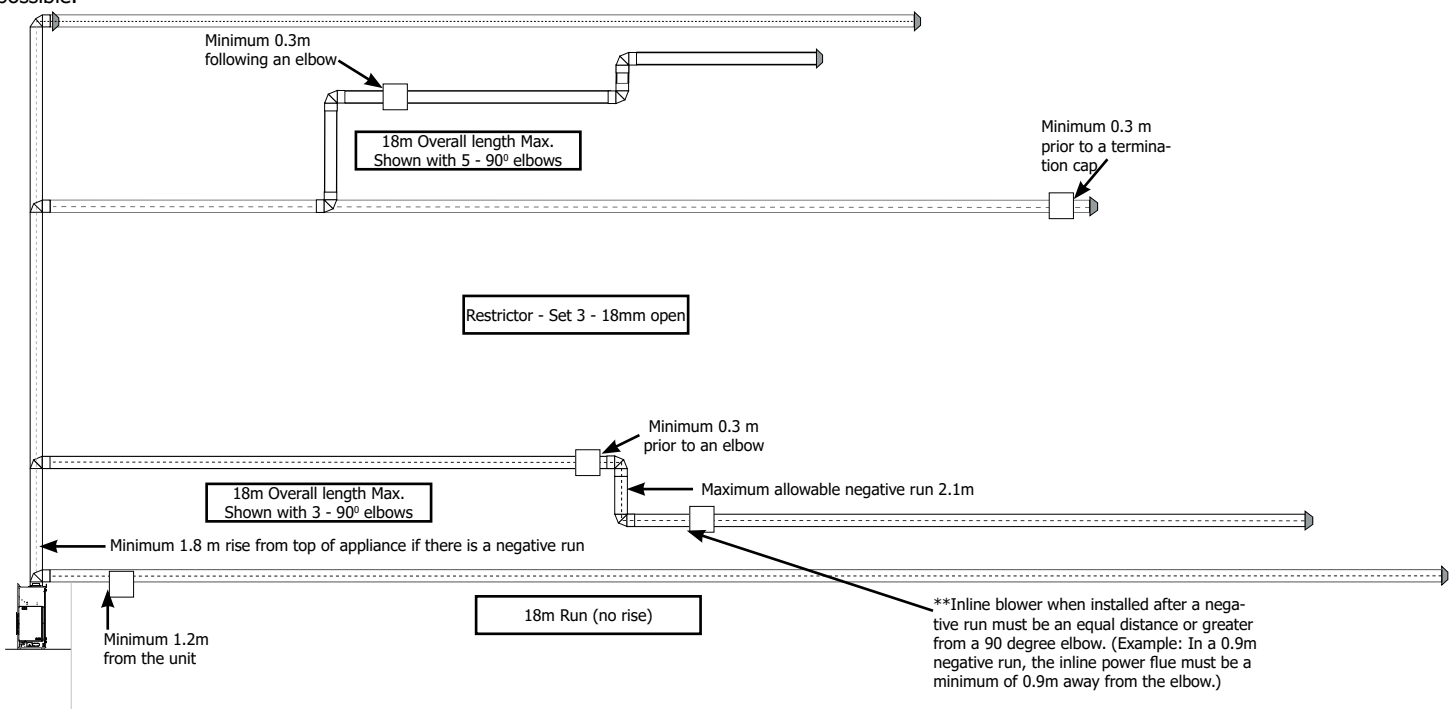 possible.
Minimum 0.3m
following an elbow
18m Overall length Max.
Shown with 5 - 90⁰ elbows
Minimum 0.3 m
prior to a termina-
tion cap
Restrictor - Set 3 - 18mm open
Minimum 0.3 m
prior to an elbow
18m Overall length Max.
Shown with 3 - 90⁰ elbows
Maximum allowable negative run 2.1m
Minimum 1.8 m rise from top of appliance if there is a negative run
18m Run (no rise)
Minimum 1.2m
from the unit
**Inline blower when installed after a nega-
tive run must be an equal distance or greater
from a 90 degree elbow. (Example: In a 0.9m
negative run, the inline power flue must be a
minimum of 0.9m away from the elbow.)